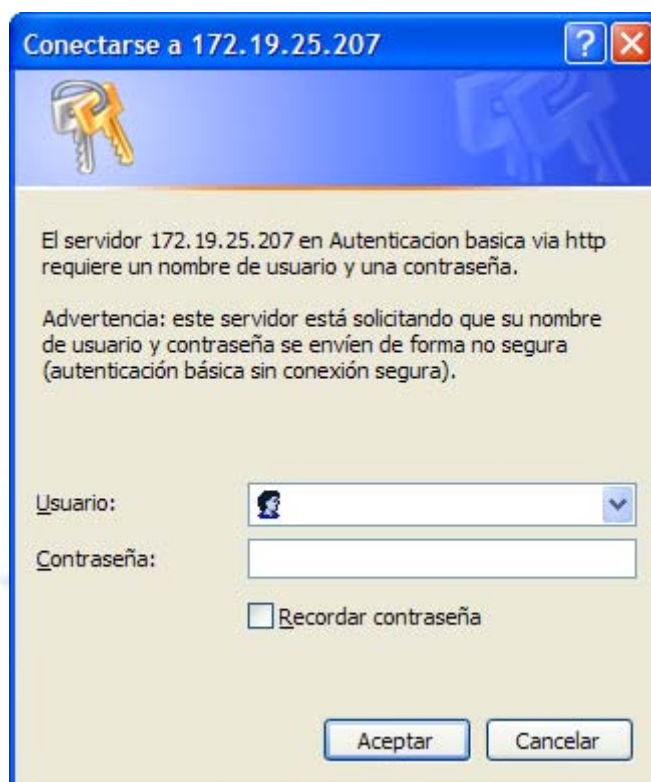 Conectarse a 172.19.25.207
El servidor 172.19.25.207 en Autenticacion basica via http
requiere un nombre de usuario y una contraseña.
Advertencia: este servidor está solicitando que su nombre
de usuario y contraseña se envíen de forma no segura
(autenticación básica sin conexión segura).
Usuario:
Contraseña:
Recordar contraseña
Aceptar Cancelar